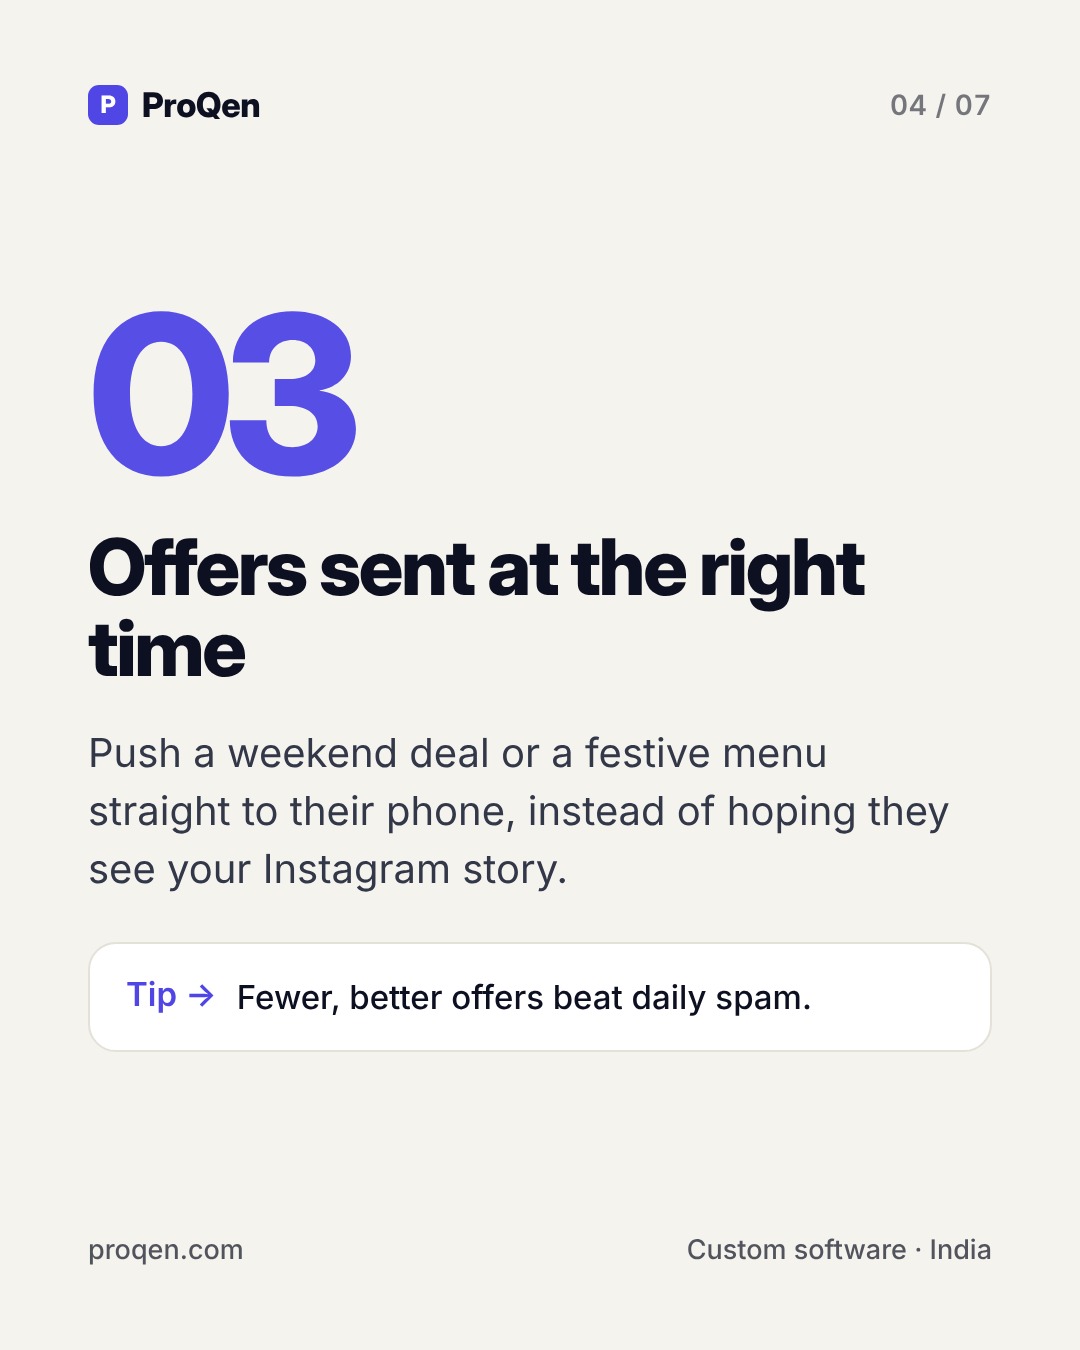 P ProQen
04 / 07
03
Offers sent at the right
time
Push a weekend deal or a festive menu
straight to their phone, instead of hoping they
see your Instagram story.
Tip → Fewer, better offers beat daily spam.
proqen.com
Custom software · India